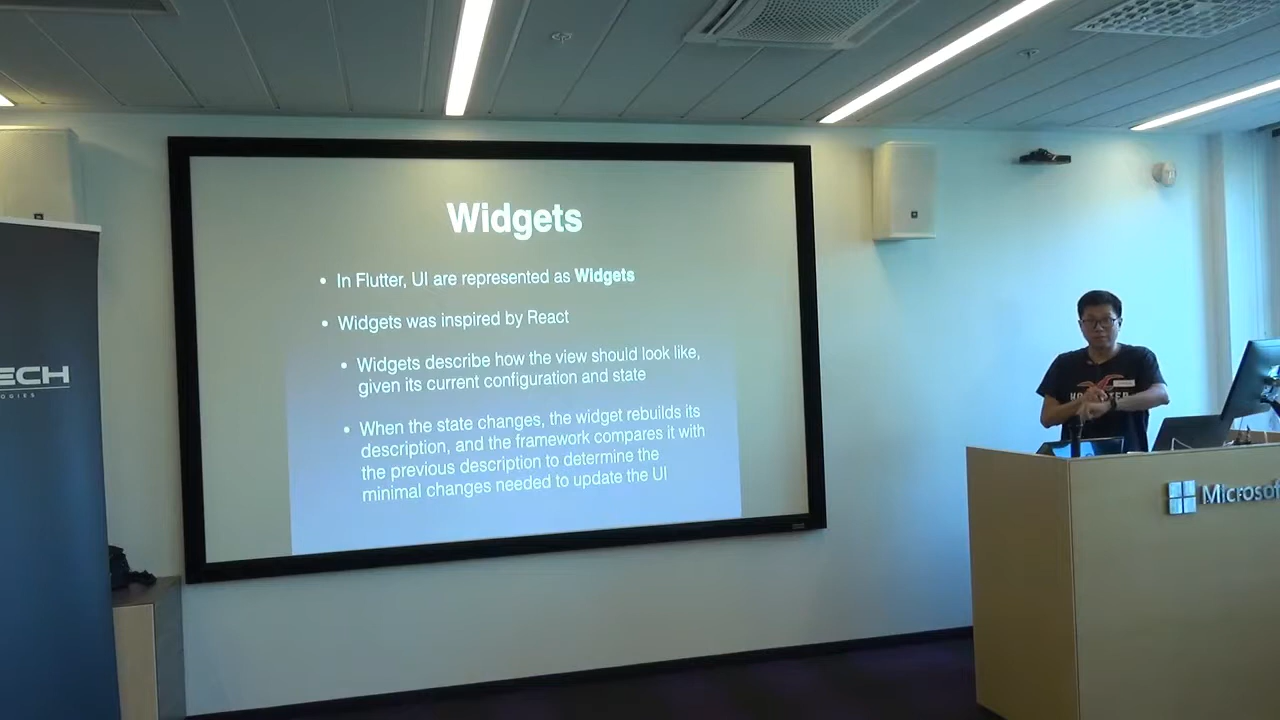 Widgets
• In Flutter, UI are represented as Widgets
• Widgets was inspired by React
• Widgets describe how the view should look like,
given its current configuration and state
• When the state changes, the widget rebuilds its
description, and the framework compares it with
the previous description to determine the
minimal changes needed to update the UI
ECH
Microsof